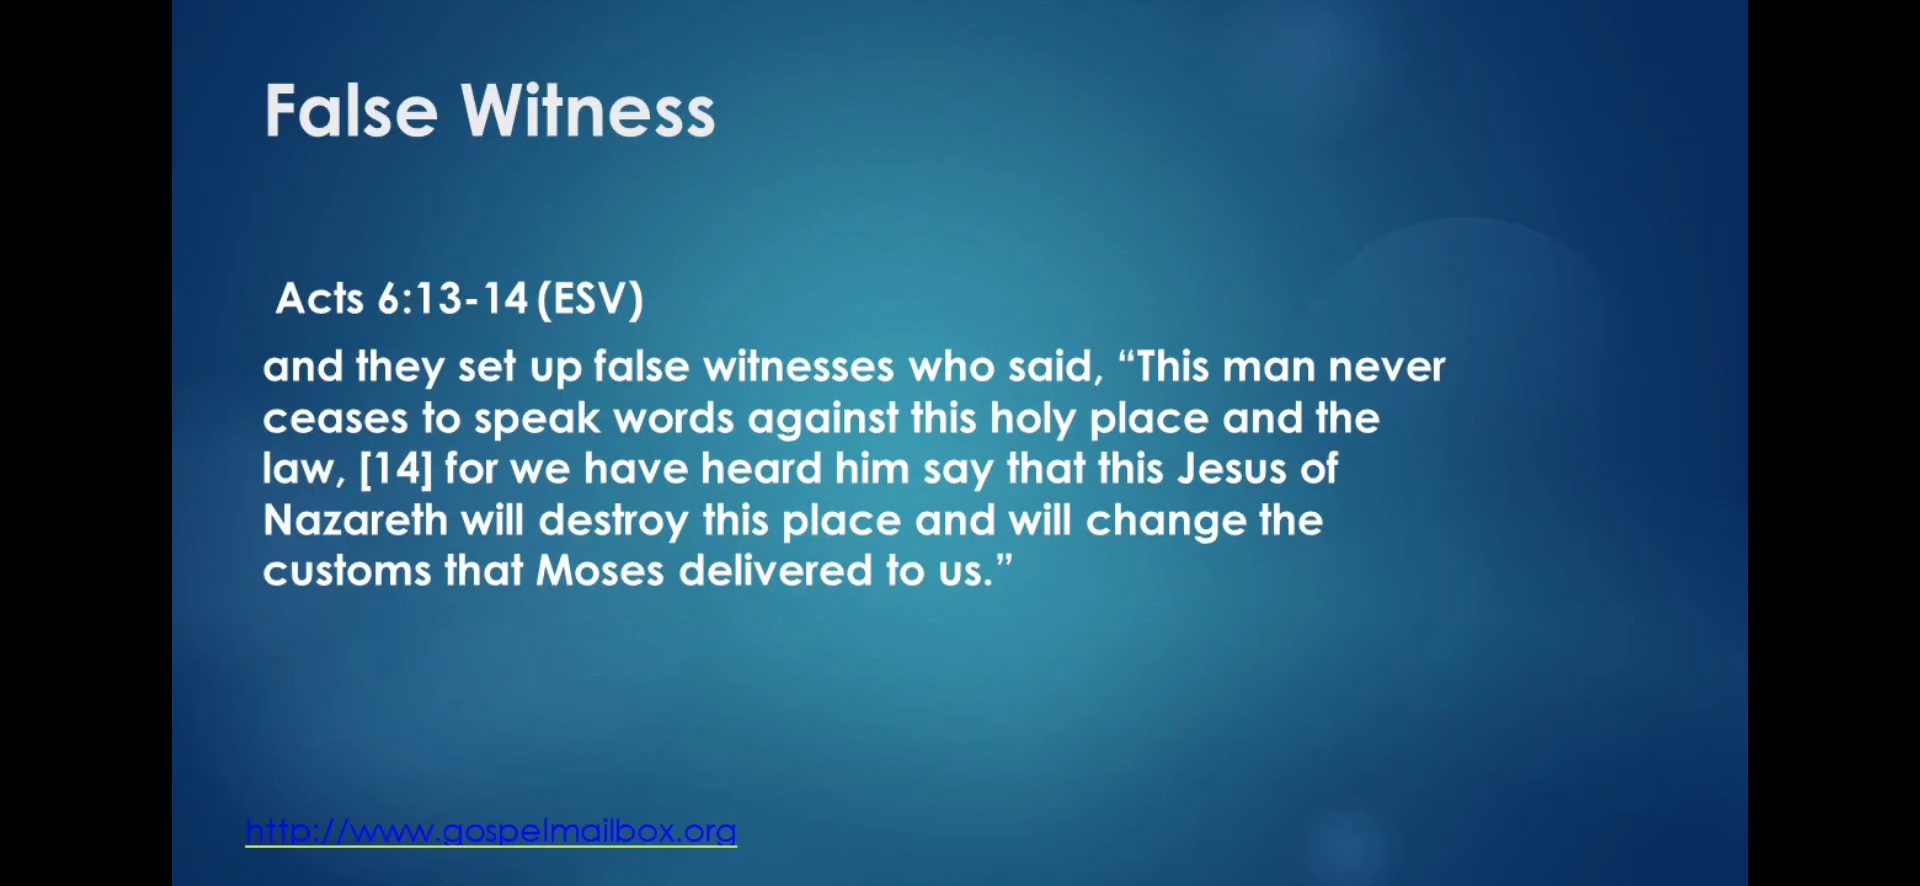 False Witness
Acts 6:13-14 (ESV)
and they set up false witnesses who said, “This man never
ceases to speak words against this holy place and the
law, [14] for we have heard him say that this Jesus of
Nazareth will destroy this place and will change the
customs that Moses delivered to us.”
http://www.gospelmailbox.org